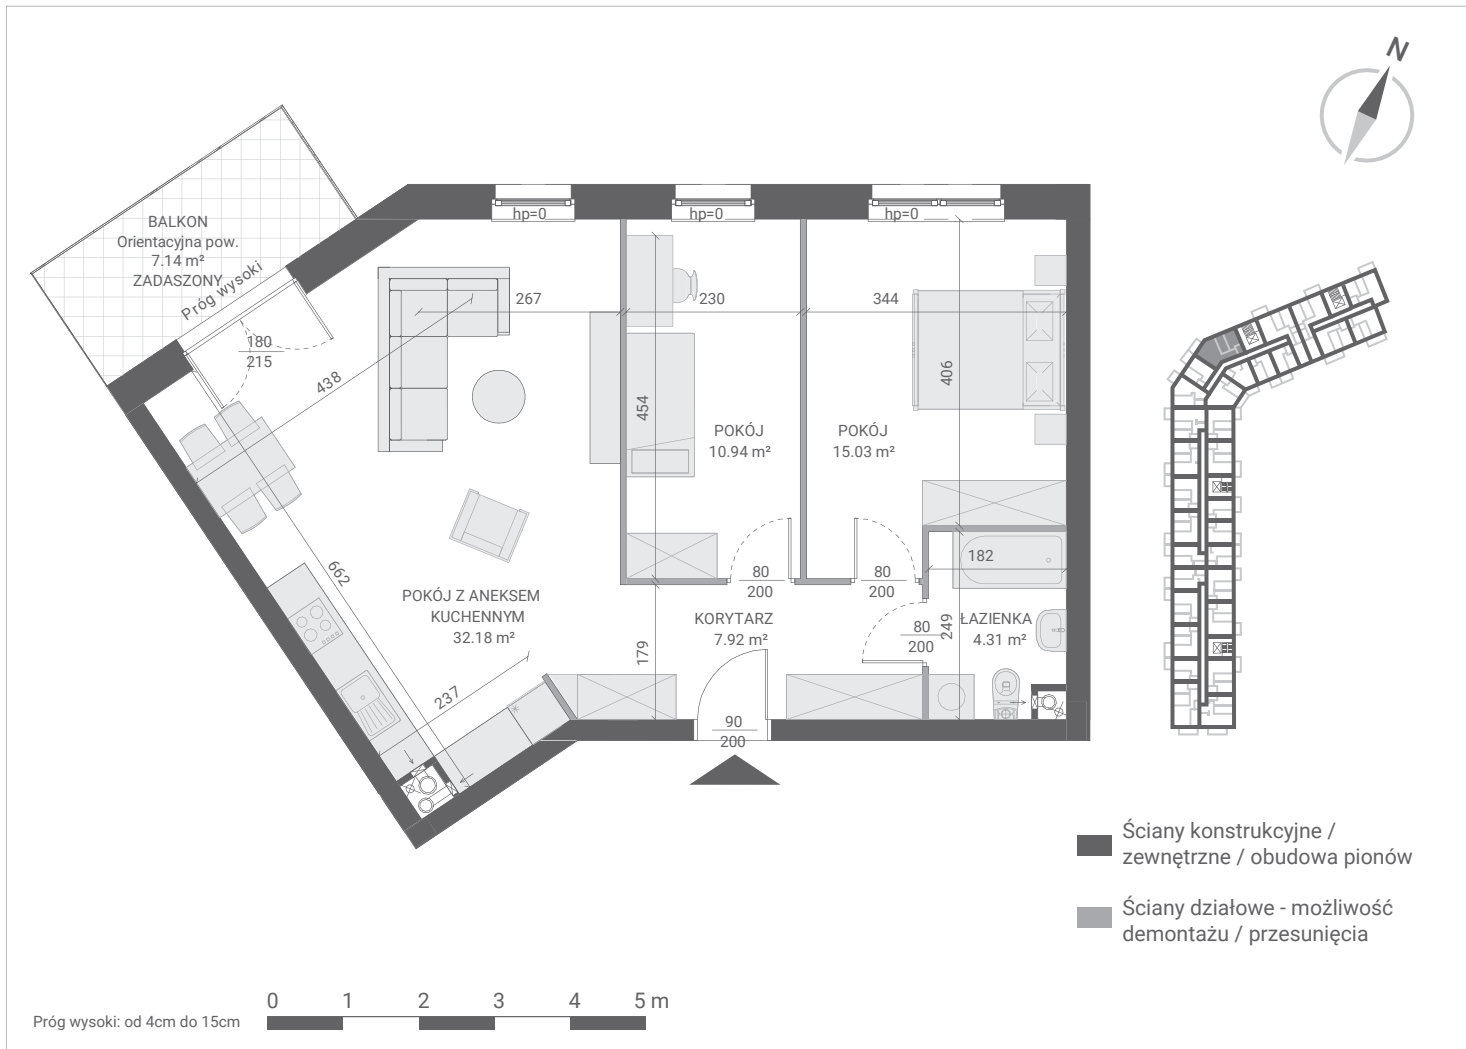 N
BALKON
Orientacyjna pow.
7.14 m²
ZADASZONY
Próg wysoki
180
215
hp=0
hp=0
hp=0
267
230
344
438
454
406
POKÓJ
10.94 m²
POKÓJ
15.03 m²
662
POKÓJ Z ANEKSEM
KUCHENNYM
32.18 m²
80
200
80
200
182
KORYTARZ
7.92 m²
179
80
200
249
ŁAZIENKA
4.31 m²
237
90
200
Ściany konstrukcyjne /
zewnętrzne / obudowa pionów
Ściany działowe - możliwość
demontażu / przesunięcia
Próg wysoki: od 4cm do 15cm
0 1 2 3 4 5 m